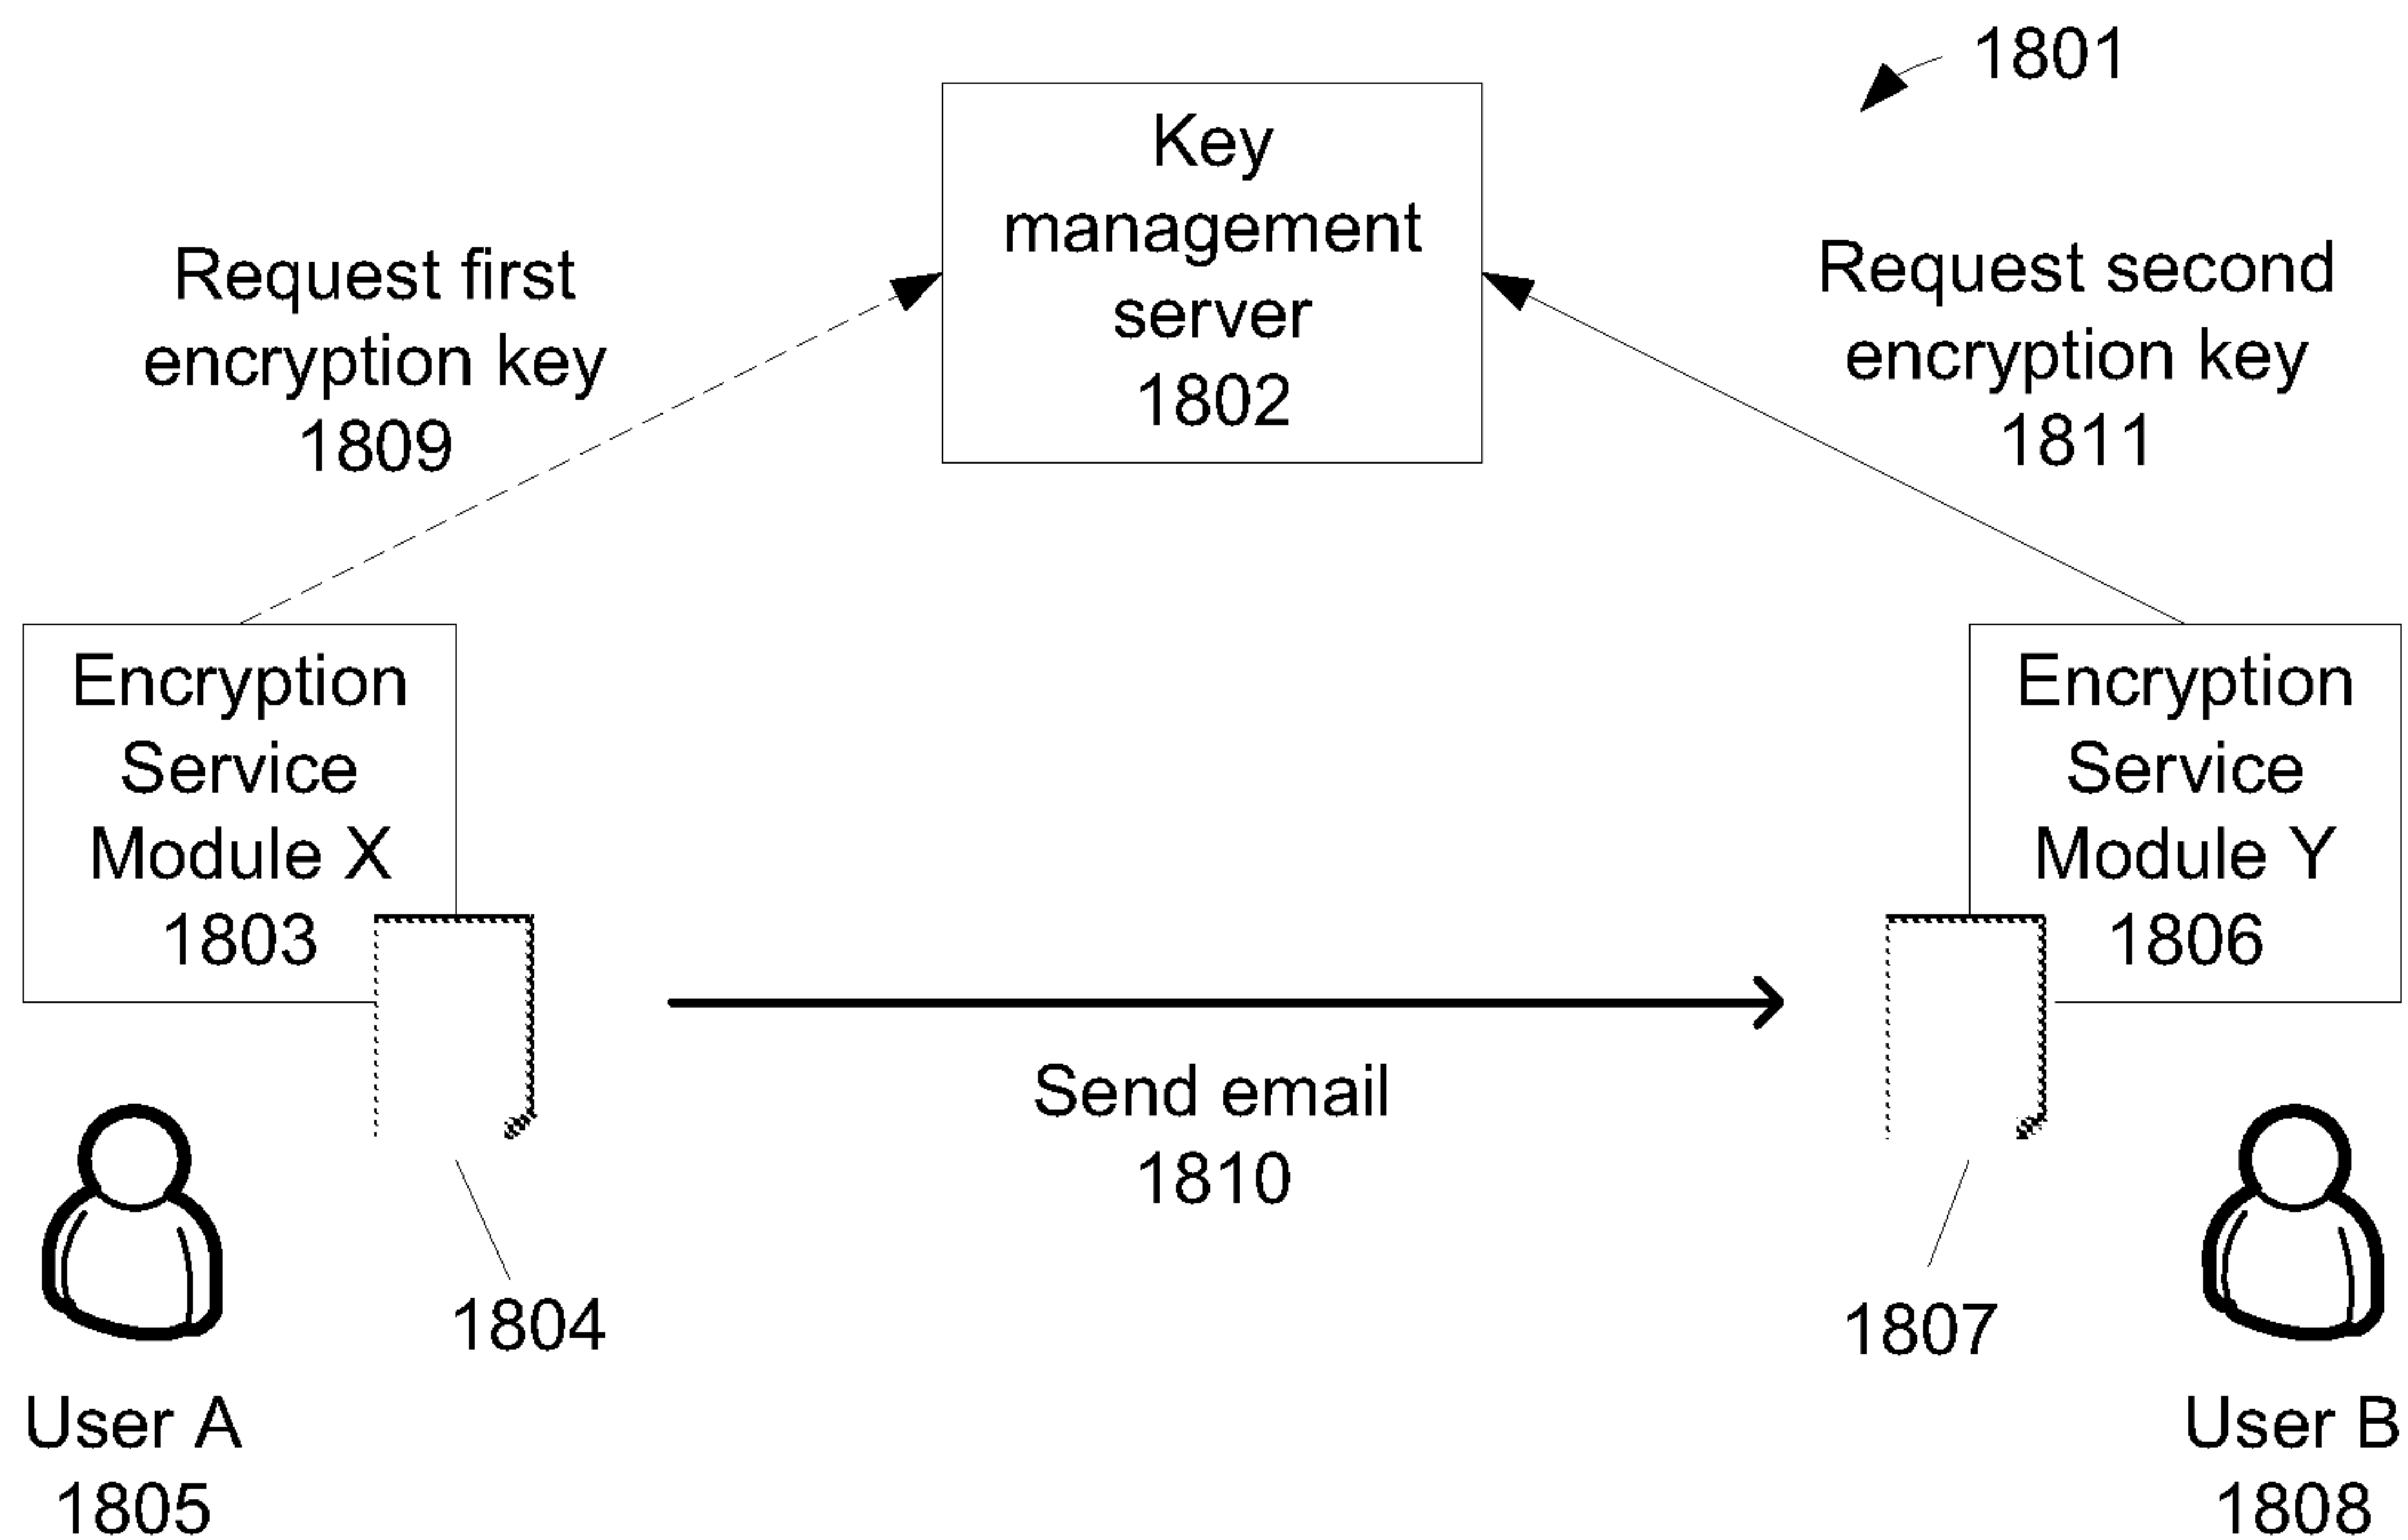 1801
Key
management
server
1802
Request first
encryption key
1809
Request second
encryption key
1811
Encryption
Service
Module X
1803
Encryption
Service
Module Y
1806
Send email
1810
1804
1807
User A
1805
User B
1808